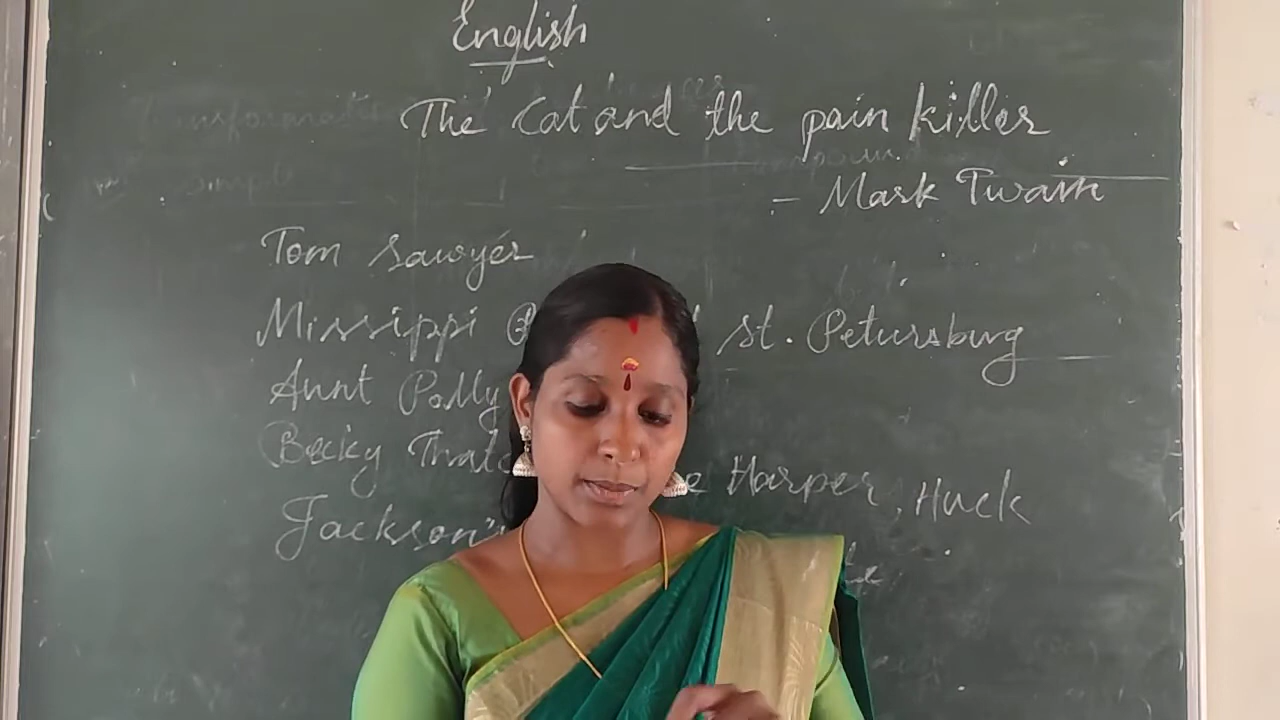 English
The Cat and the pain killer
- Mark Twain
Tom Sawyer
Missippi St. Petursburg
Aunt Polly
Becky Harper, Huck
Jackson's